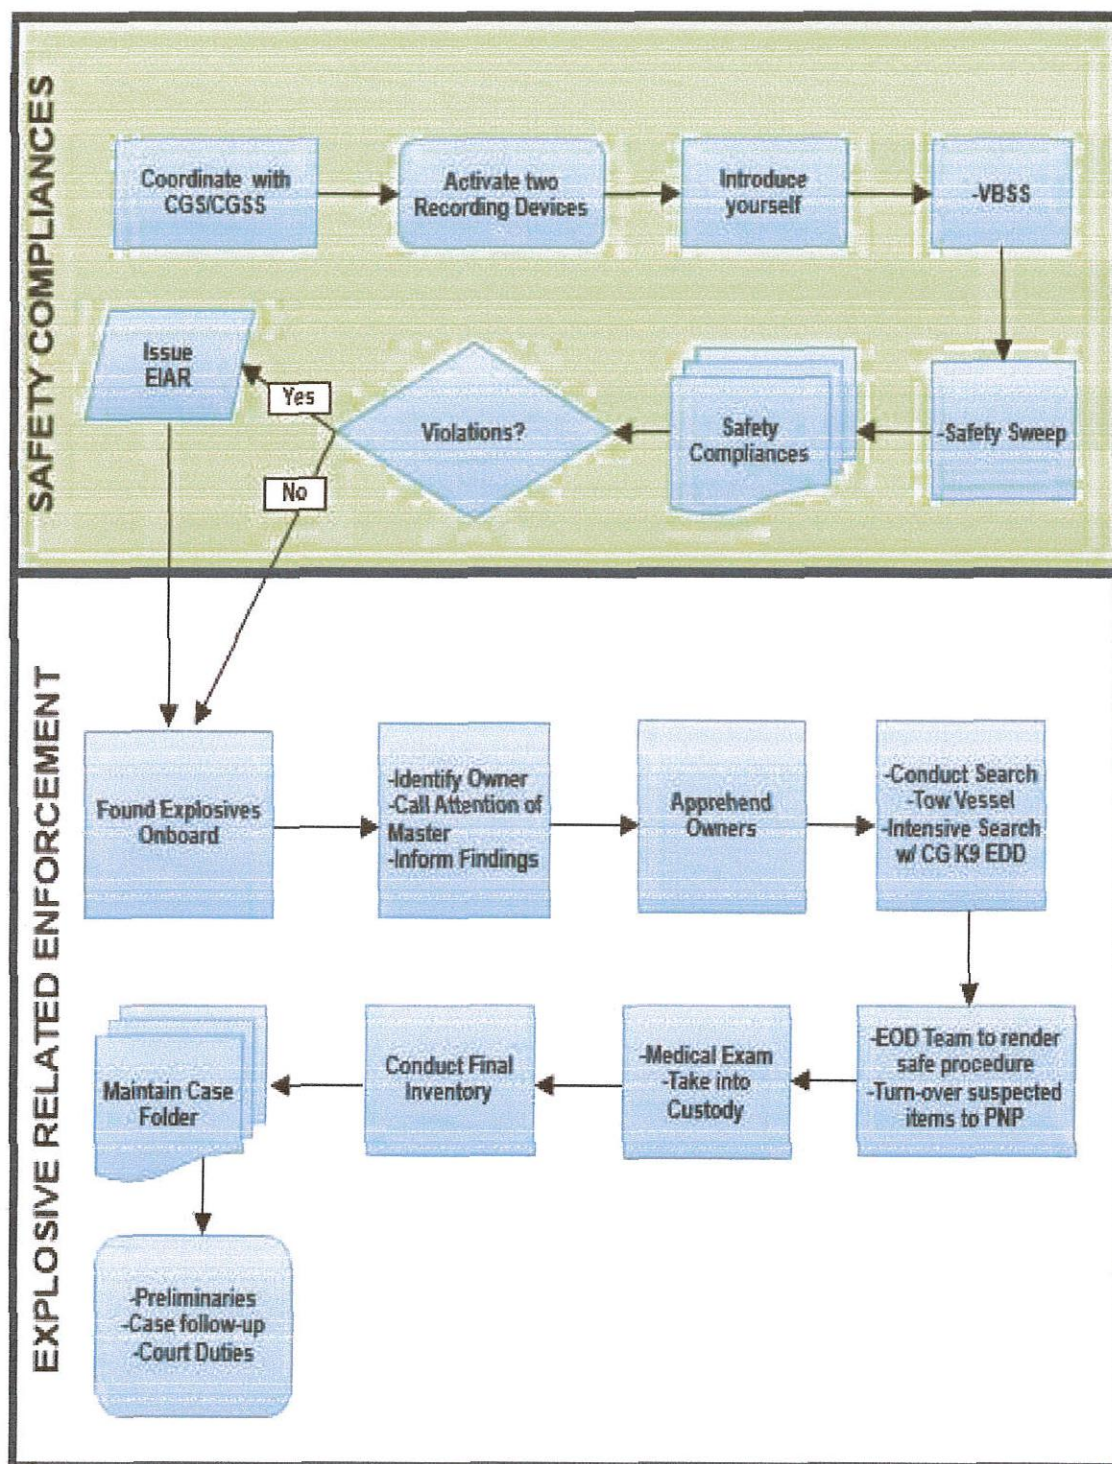 SAFETY COMPLIANCES
Coordinate with
CGS/CGSS
Activate two
Recording Devices
Introduce
yourself
-VBSS
Issue
EIAR
Yes
No
Violations?
Safety
Compliances
-Safety Sweep
EXPLOSIVE RELATED ENFORCEMENT
Found Explosives
Onboard
-Identify Owner
-Call Attention of
Master
-Inform Findings
Apprehend
Owners
-Conduct Search
-Tow Vessel
-Intensive Search
w/ CG K9 EDD
Maintain Case
Folder
Conduct Final
Inventory
-Medical Exam
-Take into
Custody
-EOD Team to render
safe procedure
-Turn-over suspected
items to PNP
-Preliminaries
-Case follow-up
-Court Duties